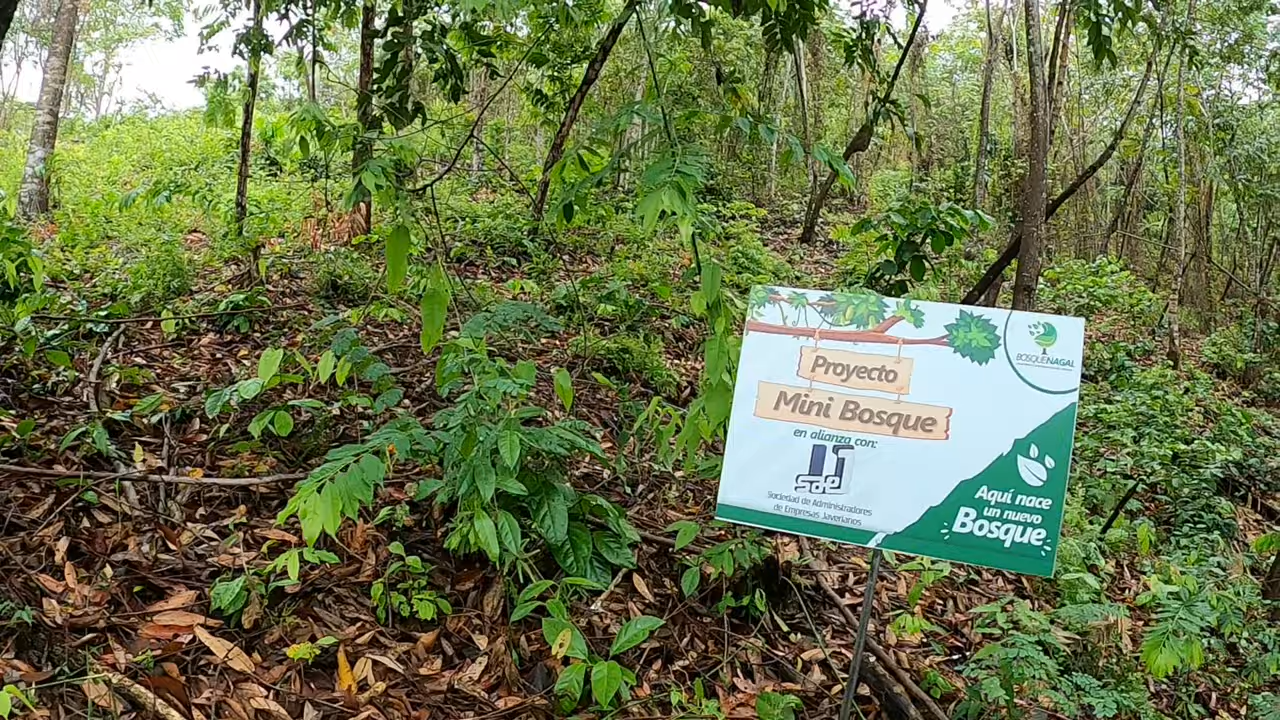 BOSQUENAGAL
Proyecto
Mini Bosque
en alianza con:
sae
Sociedad de Administradores
de Empresas Javerianos
Aquí nace
un nuevo
Bosque